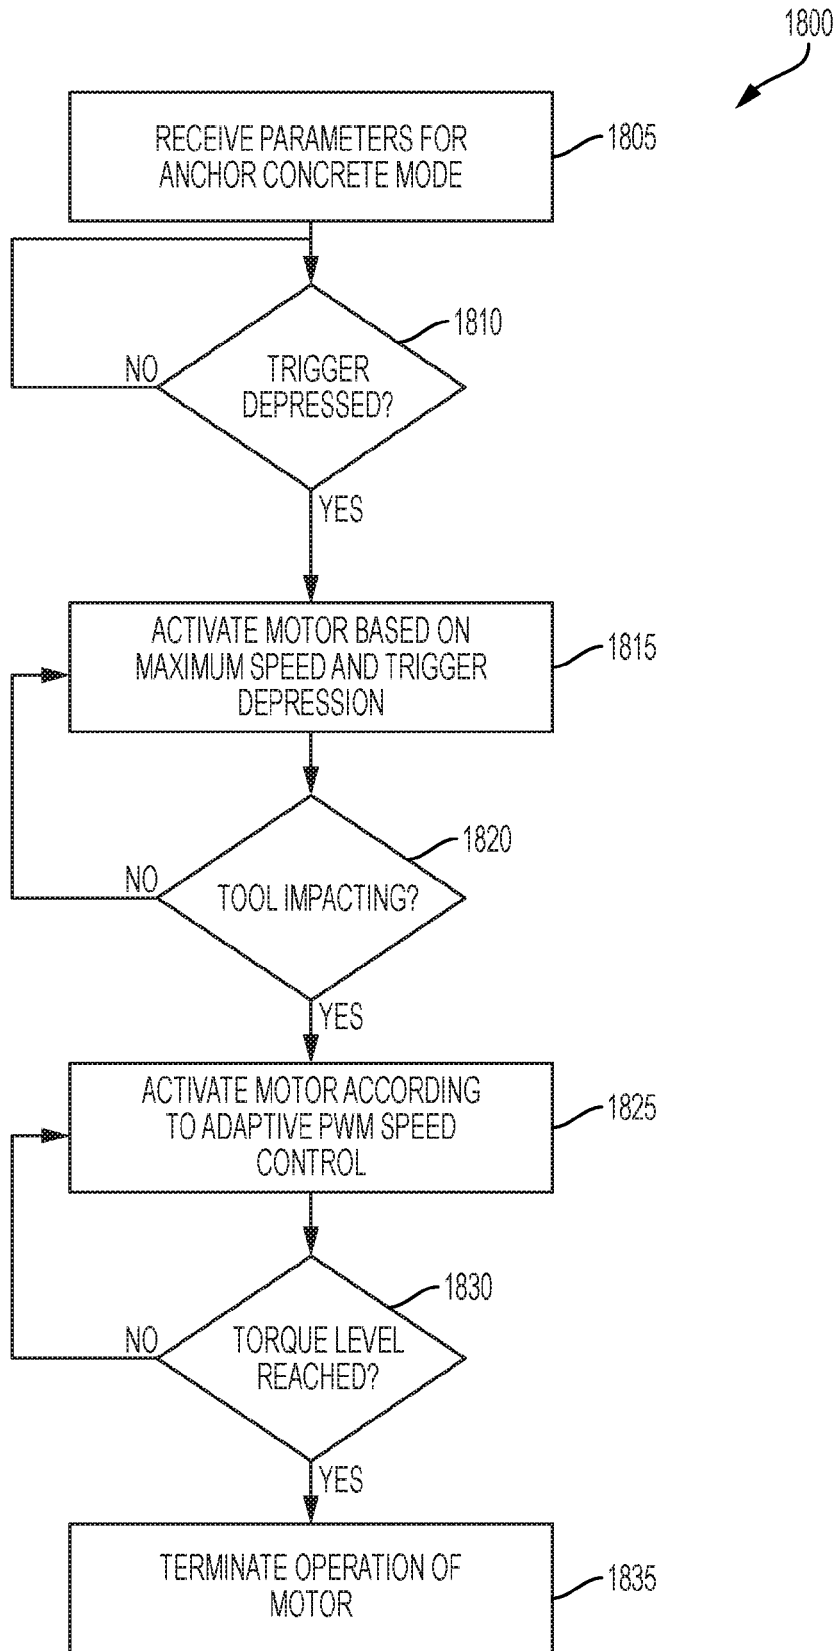 1800
RECEIVE PARAMETERS FOR
ANCHOR CONCRETE MODE
1805
1810
TRIGGER
DEPRESSED?
NO
YES
ACTIVATE MOTOR BASED ON
MAXIMUM SPEED AND TRIGGER
DEPRESSION
1815
1820
TOOL IMPACTING?
NO
YES
ACTIVATE MOTOR ACCORDING
TO ADAPTIVE PWM SPEED
CONTROL
1825
1830
TORQUE LEVEL
REACHED?
NO
YES
TERMINATE OPERATION OF
MOTOR
1835